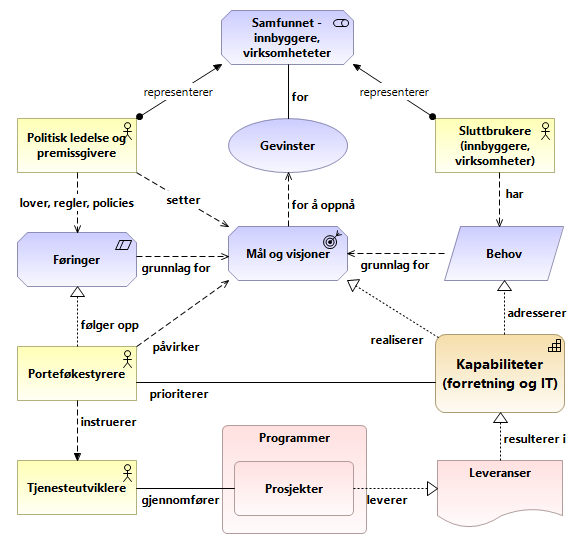 Samfunnet -
innbyggere,
virksomheteter
representerer
representerer
for
Politisk ledelse og
premissgivere
Gevinster
Sluttbrukere
(innbyggere,
virksomheter)
lover, regler, policies
setter
for å oppnå
har
Føringer
grunnlag for
Mål og visjoner
grunnlag for
Behov
følger opp
påvirker
realiserer
adresserer
Porteføkestyrere
prioriterer
Kapabiliteter
(forretning og IT)
instruerer
resulterer i
Programmer
Tjenesteutviklere
gjennomfører
Prosjekter
leverer
Leveranser